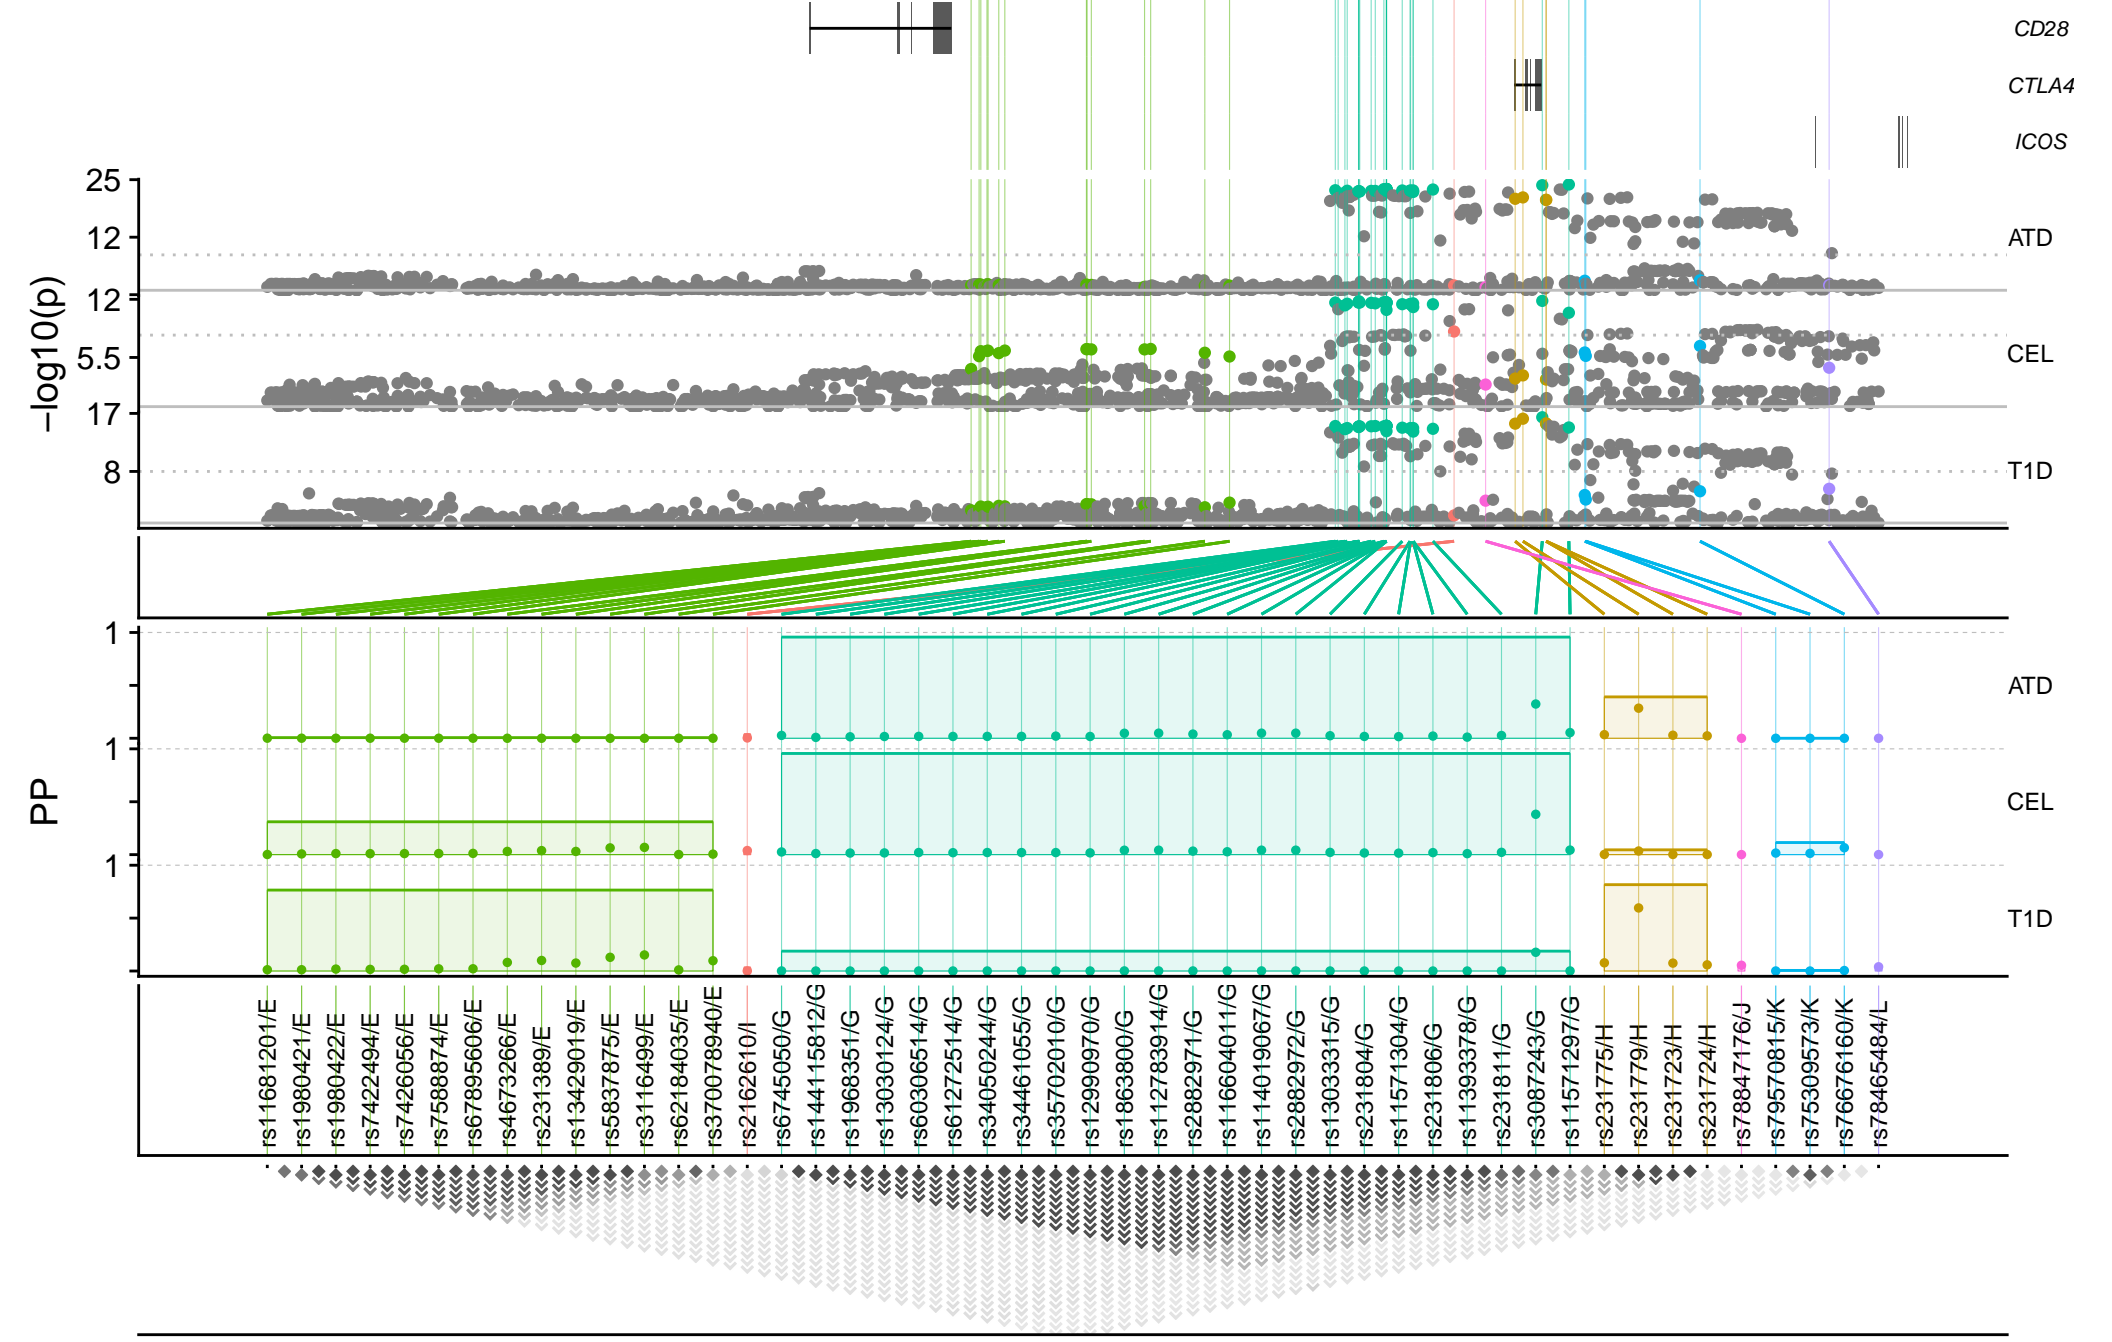 CD28
CTLA4
ICOS
25
12
ATD
12
5.5
CEL
17
8
T1D
−log10(p)
1
ATD
1
CEL
1
T1D
PP
rs11681201/E
rs1980421/E
rs1980422/E
rs7422494/E
rs7426056/E
rs7588874/E
rs67895606/E
rs4673266/E
rs231389/E
rs13429019/E
rs5837875/E
rs3116499/E
rs62184035/E
rs370078940/E
rs2162610/I
rs6745050/G
rs144115812/G
rs1968351/G
rs13030124/G
rs60306514/G
rs61272514/G
rs34050244/G
rs34461055/G
rs35702010/G
rs12990970/G
rs1863800/G
rs112783914/G
rs28829971/G
rs116604011/G
rs114019067/G
rs28829972/G
rs13033315/G
rs231804/G
rs11571304/G
rs231806/G
rs11393378/G
rs231811/G
rs3087243/G
rs11571297/G
rs231775/H
rs231779/H
rs231723/H
rs231724/H
rs78847176/J
rs79570815/K
rs75309573/K
rs76676160/K
rs78465484/L